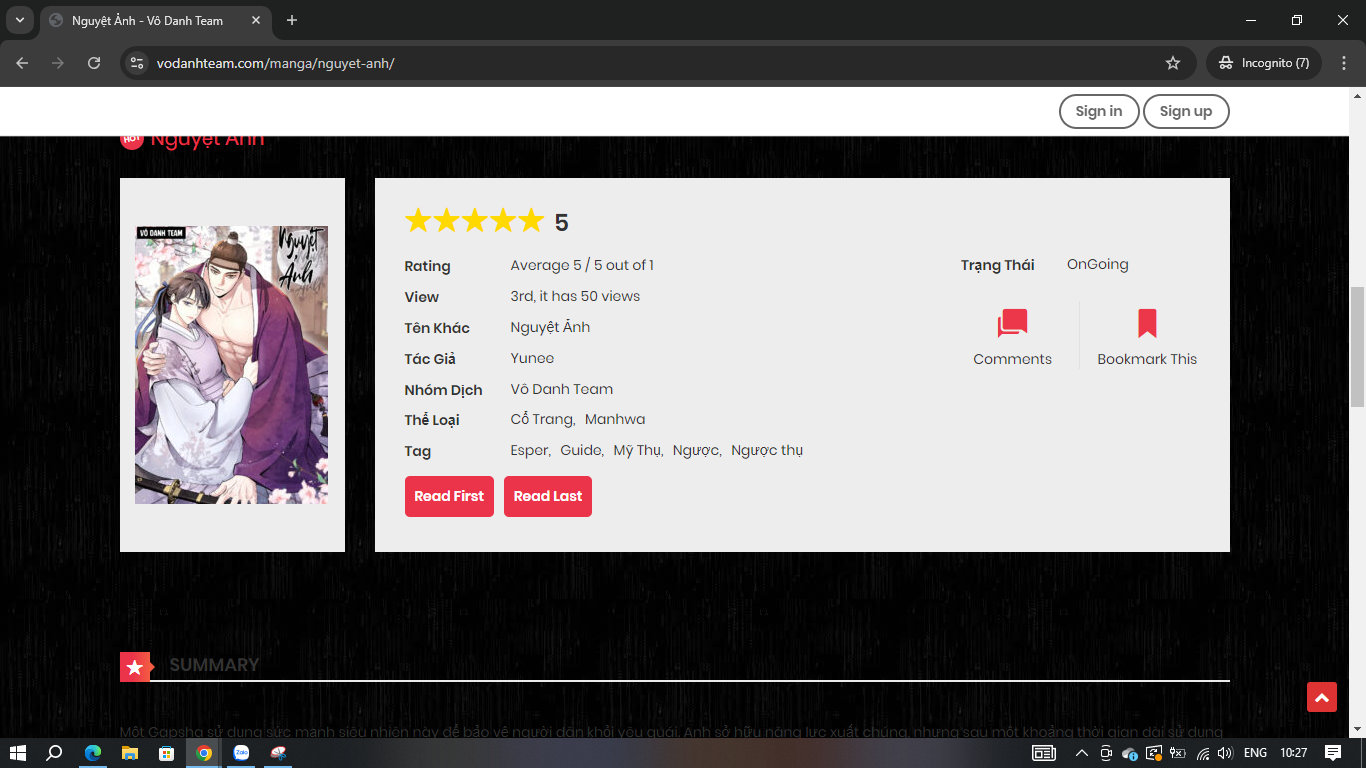 Nguyệt Ảnh - Vô Danh Team
vodanhteam.com/manga/nguyet-anh/
Incognito (7)
Sign in
Sign up
HOT
Nguyệt Ảnh
VÔ DANH TEAM
Nguyệt
Ảnh
5
Rating Average 5 / 5 out of 1
View 3rd, it has 50 views
Tên Khác Nguyệt Ảnh
Tác Giả Yunee
Nhóm Dịch Vô Danh Team
Thể Loại Cổ Trang, Manhwa
Tag Esper, Guide, Mỹ Thụ, Ngược, Ngược thụ
Read First
Read Last
Trạng Thái OnGoing
Comments
Bookmark This
SUMMARY
Một Gapsha sử dụng sức mạnh siêu nhiên này để bảo vệ người dân khỏi yêu quái. Anh sở hữu năng lực xuất chúng, nhưng sau một khoảng thời gian dài sử dụng
Zalo
ENG
10:27